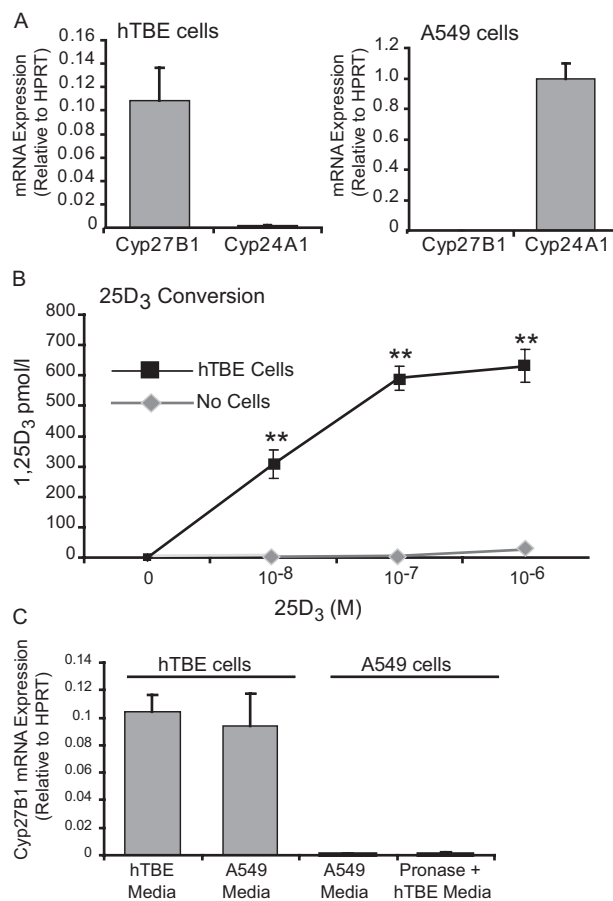 A
hTBE cells
mRNA Expression
(Relative to HPRT)
0.16
0.14
0.12
0.10
0.08
0.06
0.04
0.02
0
Cyp27B1 Cyp24A1
A549 cells
mRNA Expression
(Relative to HPRT)
1.2
1.0
0.8
0.6
0.4
0.2
0
Cyp27B1 Cyp24A1
B
25D3 Conversion
1,25D3 pmol/l
800
700
600
500
400
300
200
100
0
hTBE Cells
No Cells
**
**
**
0 10-8 10-7 10-6
25D3 (M)
C
Cyp27B1 mRNA Expression
(Relative to HPRT)
0.14
0.12
0.1
0.08
0.06
0.04
0.02
0
hTBE cells A549 cells
hTBE
Media
A549
Media
A549
Media
Pronase +
hTBE Media